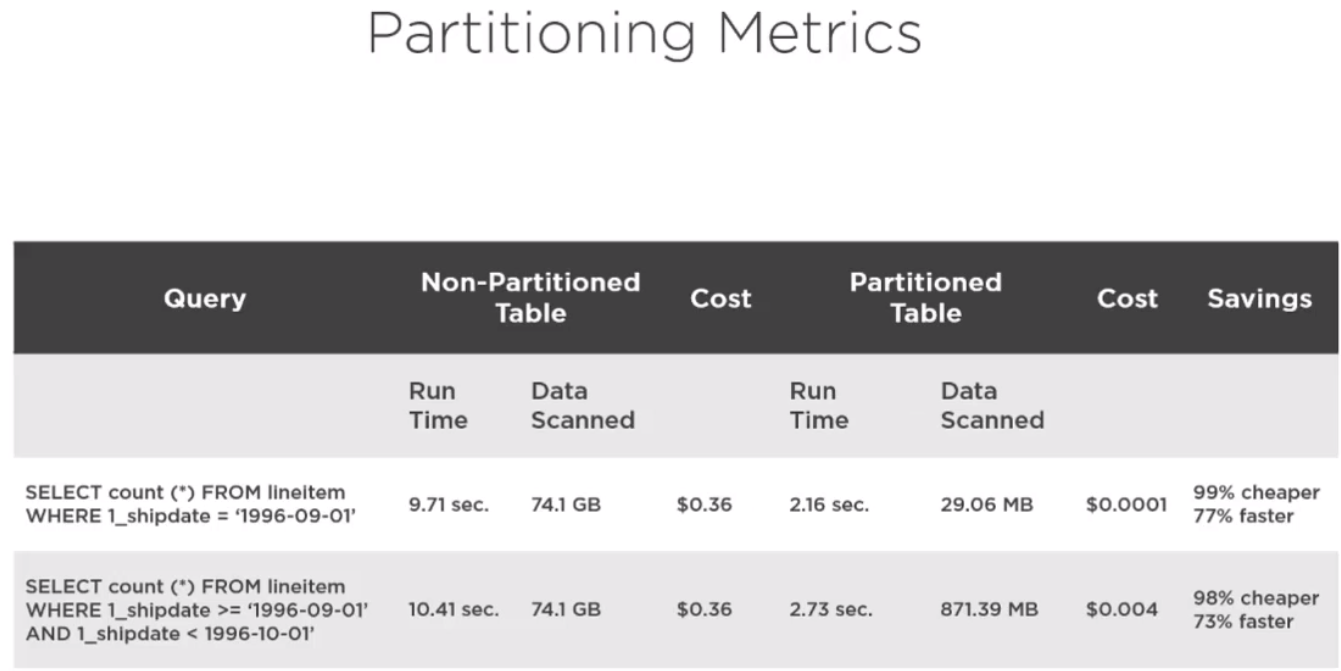 Partitioning Metrics
Query
Non-Partitioned
Table
Cost
Partitioned
Table
Cost
Savings
Run
Time
Data
Scanned
Run
Time
Data
Scanned
SELECT count (*) FROM lineitem
WHERE 1_shipdate = ‘1996-09-01’
9.71 sec.
74.1 GB
$0.36
2.16 sec.
29.06 MB
$0.0001
99% cheaper
77% faster
SELECT count (*) FROM lineitem
WHERE 1_shipdate >= ‘1996-09-01’
AND 1_shipdate < 1996-10-01’
10.41 sec.
74.1 GB
$0.36
2.73 sec.
871.39 MB
$0.004
98% cheaper
73% faster